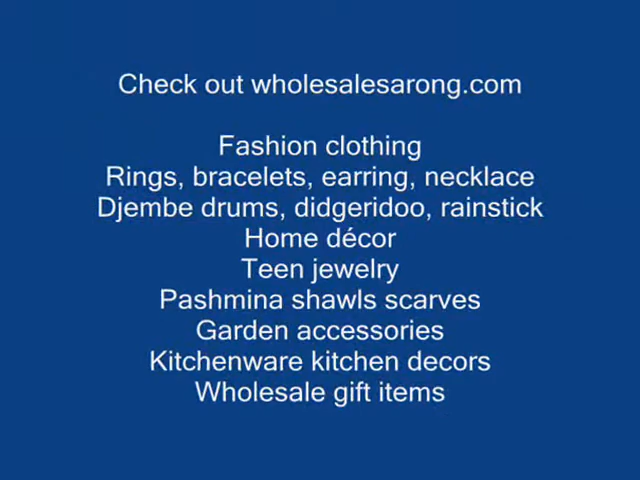 Check out wholesalesarong.com
Fashion clothing
Rings, bracelets, earring, necklace
Djembe drums, didgeridoo, rainstick
Home décor
Teen jewelry
Pashmina shawls scarves
Garden accessories
Kitchenware kitchen decors
Wholesale gift items